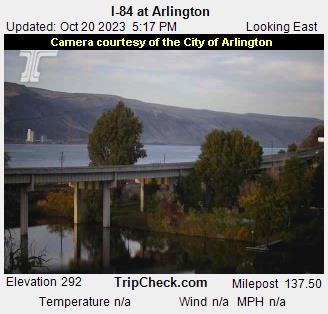 I-84 at Arlington
Updated: Oct 20 2023 5:17 PM Looking East
Camera courtesy of the City of Arlington
Elevation 292 TripCheck.com Milepost 137.50
Temperature n/a Wind n/a MPH n/a